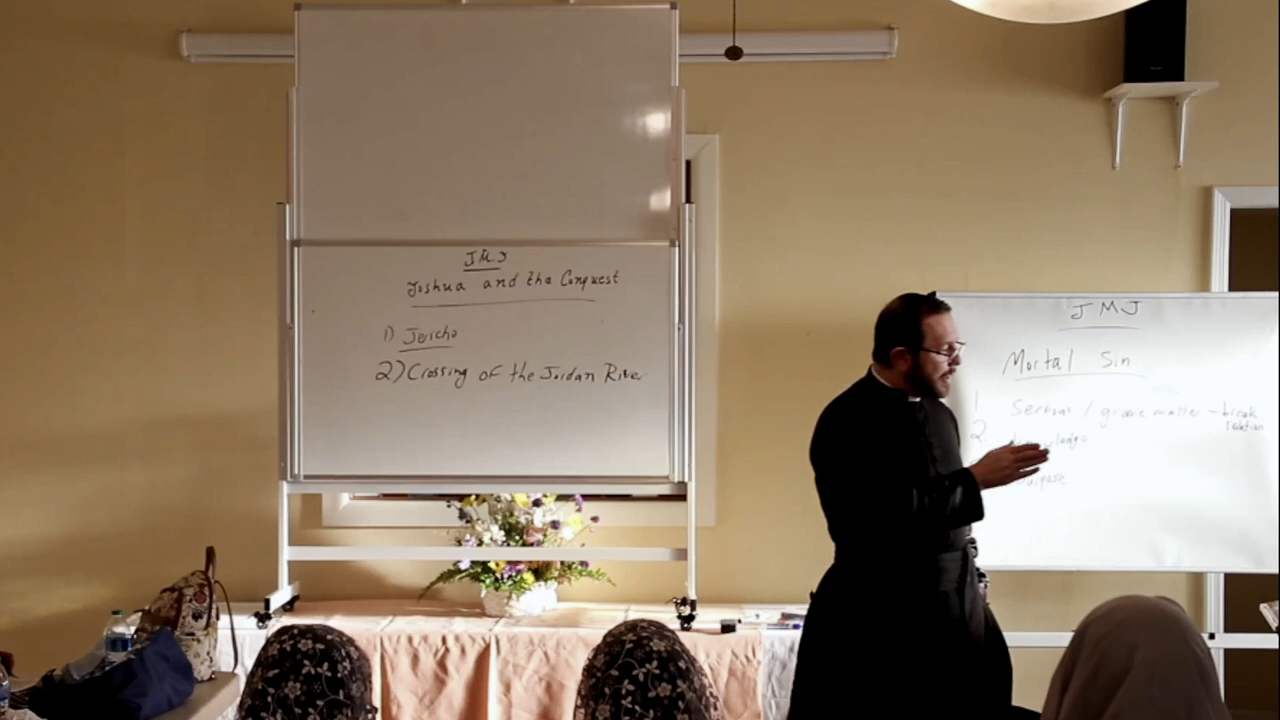 J.M.J
Joshua and the Conquest
1) Jericho
2) Crossing of the Jordan River
JMJ
Mortal Sin
1 Serious / grave matter - break
relation
2